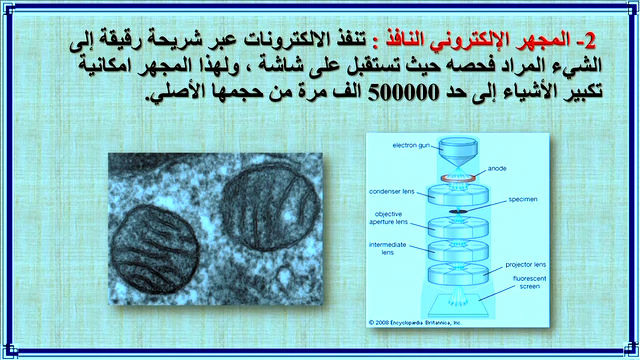 2- المجهر الإلكتروني النافذ : تنفذ الالكترونات عبر شريحة رقيقة إلى
الشيء المراد فحصه حيث تستقبل على شاشة ، ولهذا المجهر امكانية
تكبير الأشياء إلى حد 500000 الف مرة من حجمها الأصلي.
electron gun
anode
condenser lens
specimen
objective
aperture lens
intermediate
lens
projector lens
fluorescent
screen
© 2008 Encyclopædia Britannica, Inc.